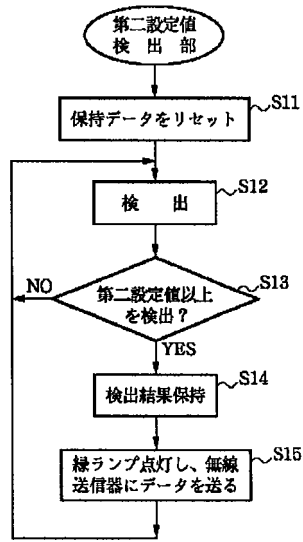 第二設定値
検出部
S11
保持データをリセット
S12
検出
S13
第二設定値以上
を検出?
NO
YES
S14
検出結果保持
S15
緑ランプ点灯し、無線
送信器にデータを送る